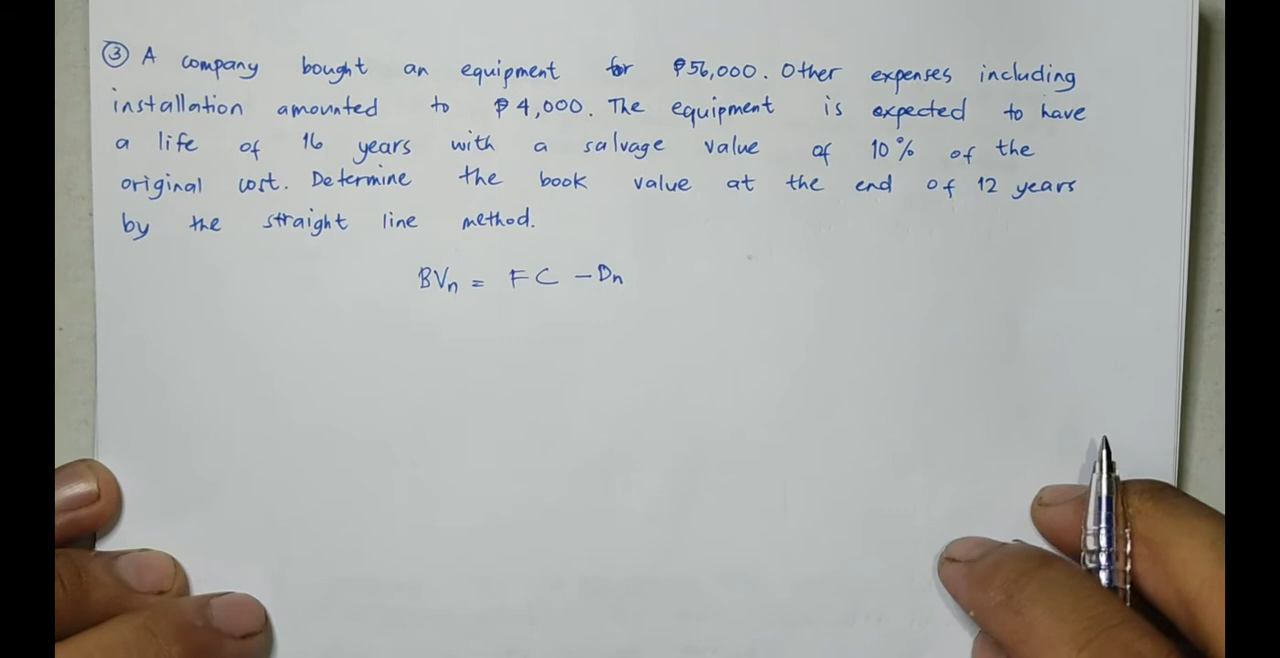 ③ A company bought an equipment for ₱56,000. Other expenses including
installation amounted to ₱4,000. The equipment is expected to have
a life of 16 years with a salvage value of 10% of the
original cost. Determine the book value at the end of 12 years
by the straight line method.
BVn = FC - Dn